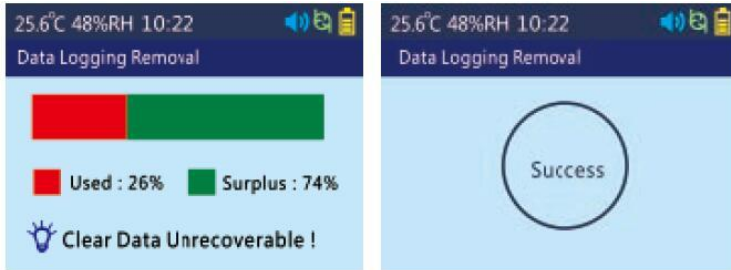 25.6℃ 48%RH 10:22
Data Logging Removal
Used : 26% Surplus : 74%
Clear Data Unrecoverable !
25.6℃ 48%RH 10:22
Data Logging Removal
Success